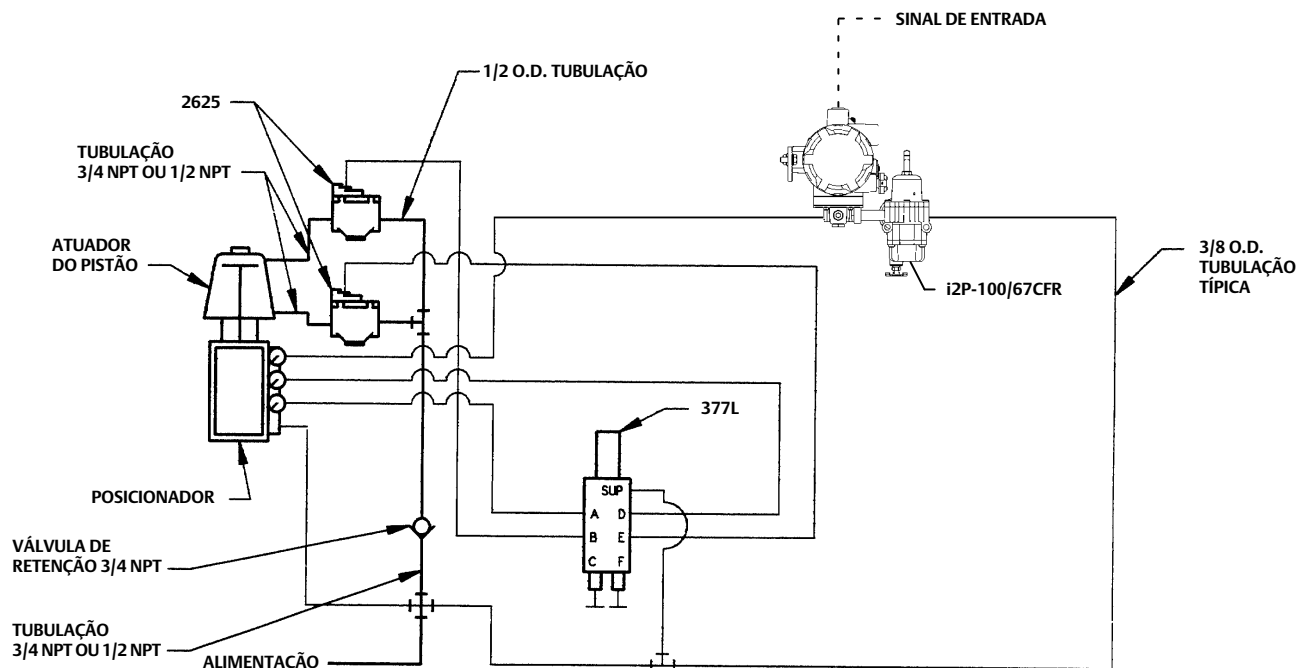 SINAL DE ENTRADA
1/2 O.D. TUBULAÇÃO
2625
TUBULAÇÃO
3/4 NPT OU 1/2 NPT
ATUADOR
DO PISTÃO
3/8 O.D.
TUBULAÇÃO
TÍPICA
i2P-100/67CFR
377L
SUP
A D
B E
C F
POSICIONADOR
VÁLVULA DE
RETENÇÃO 3/4 NPT
TUBULAÇÃO
3/4 NPT OU 1/2 NPT
ALIMENTAÇÃO